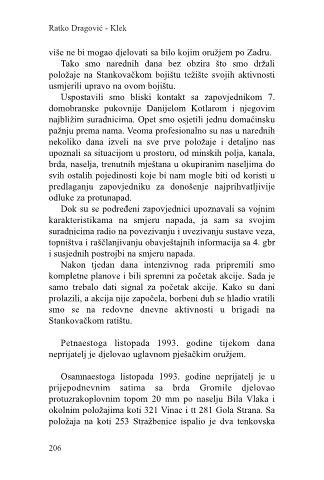 Ratko Dragović - Klek
više ne bi mogao djelovati sa bilo kojim oružjem po Zadru.
Tako smo narednih dana bez obzira što smo držali
položaje na Stankovačkom bojištu težište svojih aktivnosti
usmjerili upravo na ovom bojištu.
Uspostavili smo bliski kontakt sa zapovjednikom 7.
domobranske pukovnije Danijelom Kotlarom i njegovim
najbližim suradnicima. Opet smo osjetili jednu domaćinsku
pažnju prema nama. Veoma profesionalno su nas u narednih
nekoliko dana izveli na sve prve položaje i detaljno nas
upoznali sa situacijom u prostoru, od minskih polja, kanala,
brda, naselja, trenutnih mještana u okupiranim naseljima do
svih ostalih pojedinosti koje bi nam mogle biti od koristi u
predlaganju zapovjedniku za donošenje najprihvatljivije
odluke za protunapad.
Dok su se podređeni zapovjednici upoznavali sa vojnim
karakteristikama na smjeru napada, ja sam sa svojim
suradnicima radio na povezivanju i uvezivanju sustave veza,
topništva i raščlanjivanju obavještajnih informacija sa 4. gbr
i susjednih postrojbi na smjeru napada.
Nakon tjedan dana intenzivnog rada pripremili smo
kompletne planove i bili spremni za početak akcije. Sada je
samo trebalo dati signal za početak akcije. Kako su dani
prolazili, a akcija nije započela, borbeni duh se hladio vratili
smo se na redovne dnevne aktivnosti u brigadi na
Stankovačkom ratištu.
Petnaestoga listopada 1993. godine tijekom dana
neprijatelj je djelovao uglavnom pješačkim oružjem.
Osamnaestoga listopada 1993. godine neprijatelj je u
prijepodnevnim satima sa brda Gromile djelovao
protuzrakoplovnim topom 20 mm po naselju Bila Vlaka i
okolnim položajima koti 321 Vinac i tt 281 Gola Strana. Sa
položaja na koti 253 Stražbenice ispalio je dva tenkovska
206